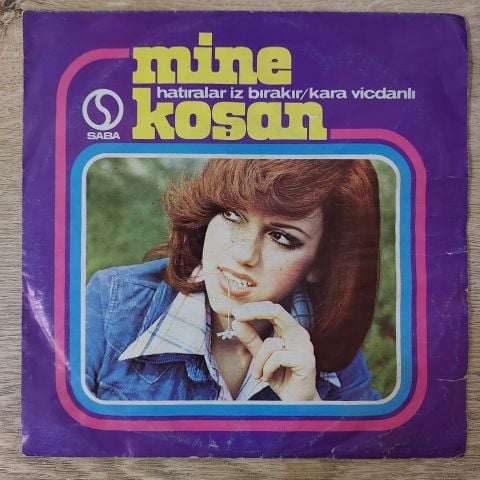 mine
hatıralar iz bırakır/kara vicdanlı
koşan
SABA